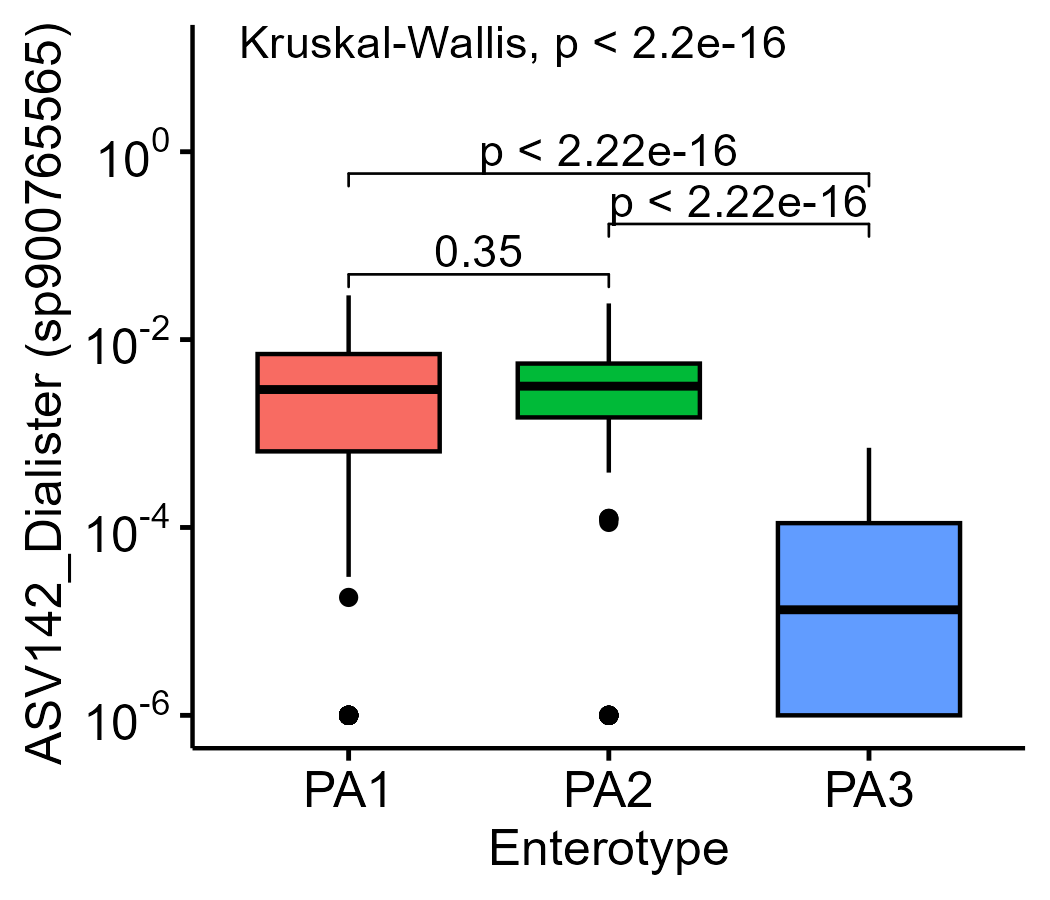 Kruskal-Wallis, p < 2.2e-16
p < 2.22e-16
p < 2.22e-16
0.35
ASV142_Dialister (sp900765565)
10^0
10^-2
10^-4
10^-6
PA1 PA2 PA3
Enterotype